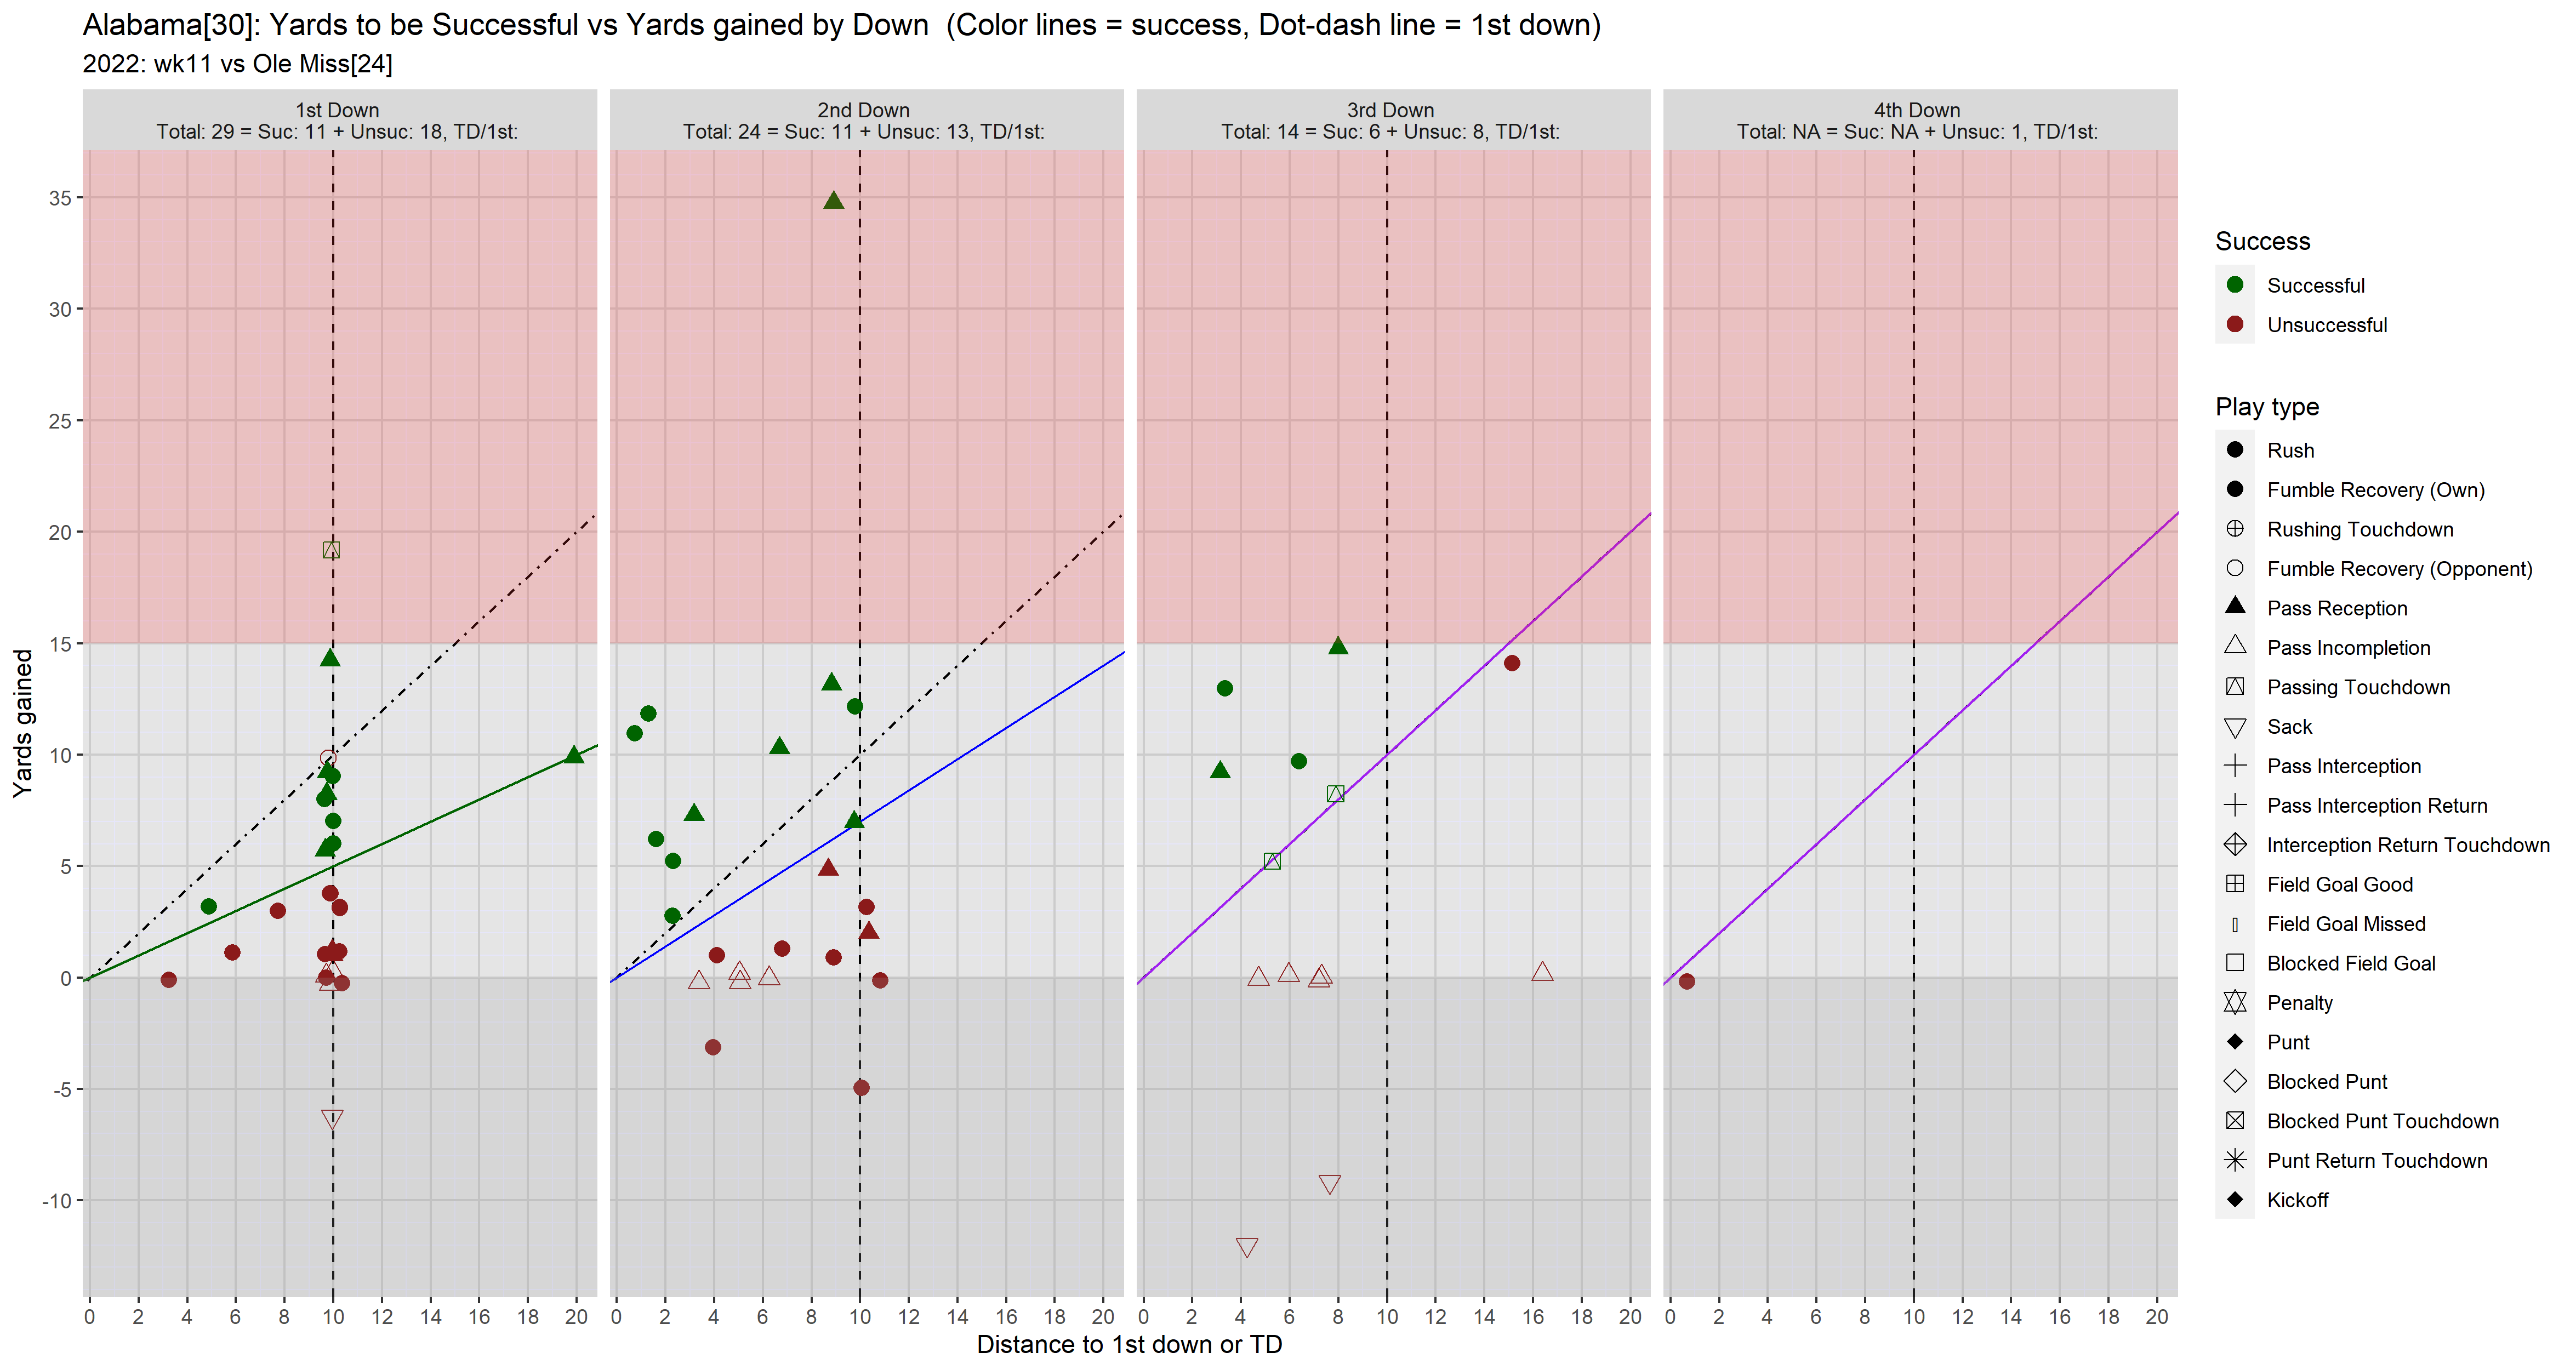 Alabama[30]: Yards to be Successful vs Yards gained by Down  (Color lines = success, Dot-dash line = 1st down)
2022: wk11 vs Ole Miss[24]
1st Down
Total: 29 = Suc: 11 + Unsuc: 18, TD/1st:
2nd Down
Total: 24 = Suc: 11 + Unsuc: 13, TD/1st:
3rd Down
Total: 14 = Suc: 6 + Unsuc: 8, TD/1st:
4th Down
Total: NA = Suc: NA + Unsuc: 1, TD/1st:
Yards gained
35
30
25
20
15
10
5
0
-5
-10
0 2 4 6 8 10 12 14 16 18 20
0 2 4 6 8 10 12 14 16 18 20
0 2 4 6 8 10 12 14 16 18 20
0 2 4 6 8 10 12 14 16 18 20
Distance to 1st down or TD
Success
Successful
Unsuccessful
Play type
Rush
Fumble Recovery (Own)
Rushing Touchdown
Fumble Recovery (Opponent)
Pass Reception
Pass Incompletion
Passing Touchdown
Sack
Pass Interception
Pass Interception Return
Interception Return Touchdown
Field Goal Good
Field Goal Missed
Blocked Field Goal
Penalty
Punt
Blocked Punt
Blocked Punt Touchdown
Punt Return Touchdown
Kickoff